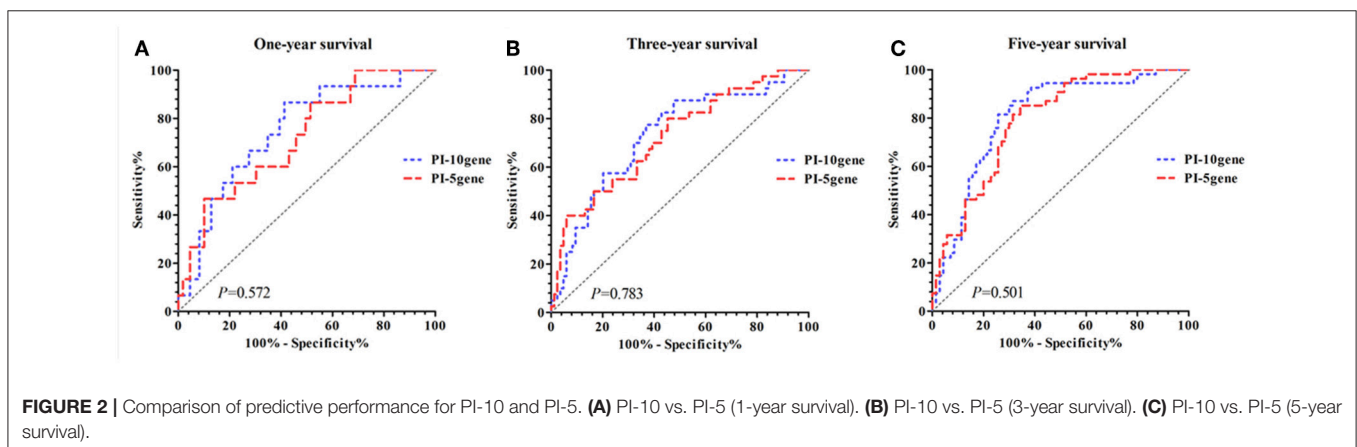 A
One-year survival
Sensitivity%
100
80
60
40
20
0
PI-10gene
PI-5gene
P=0.572
0 20 40 60 80 100
100% - Specificity%
B
Three-year survival
Sensitivity%
100
80
60
40
20
0
PI-10gene
PI-5gene
P=0.783
0 20 40 60 80 100
100% - Specificity%
C
Five-year survival
Sensitivity%
100
80
60
40
20
0
PI-10gene
PI-5gene
P=0.501
0 20 40 60 80 100
100% - Specificity%
FIGURE 2 | Comparison of predictive performance for PI-10 and PI-5. (A) PI-10 vs. PI-5 (1-year survival). (B) PI-10 vs. PI-5 (3-year survival). (C) PI-10 vs. PI-5 (5-year
survival).